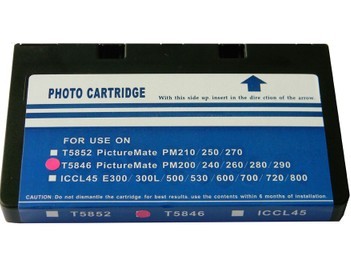 PHOTO CARTRIDGE
With this side up , insert in the dire ction of the arrow
FOR USE ON
T5852 PictureMate PM210/250/270
T5846 PictureMate PM200/240/260/280/290
ICCL45 E300/300L/500/530/600/700/720/800
CAUTION: Do not dismantle the cartridge for best results, use the contents within 6 months of installation.
T5852 T5846 ICCL45